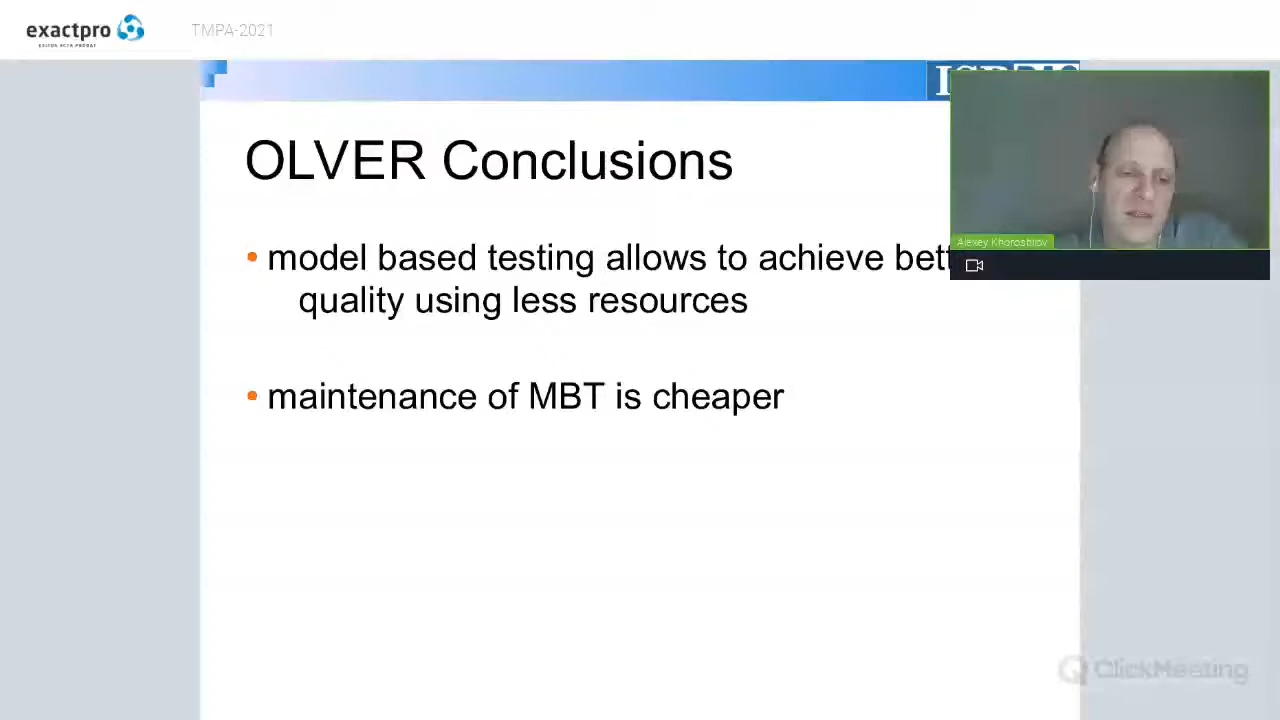 exactpro
TMPA-2021
OLVER Conclusions
Alexey Khoroshilov
• model based testing allows to achieve
quality using less resources
• maintenance of MBT is cheaper
ClickMeeting